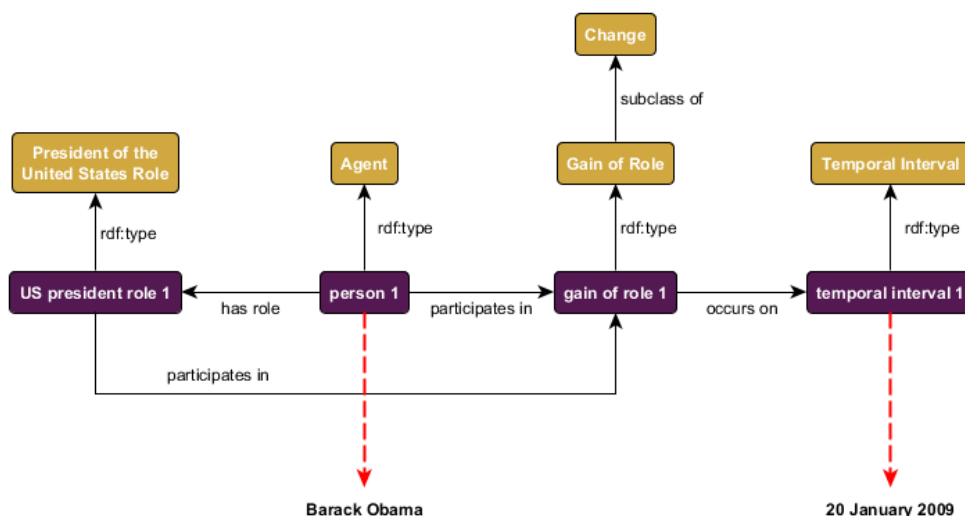 Change
subclass of
President of the
United States Role
Agent
Gain of Role
Temporal Interval
rdf:type
rdf:type
rdf:type
rdf:type
US president role 1
person 1
gain of role 1
temporal interval 1
has role
participates in
occurs on
participates in
Barack Obama
20 January 2009